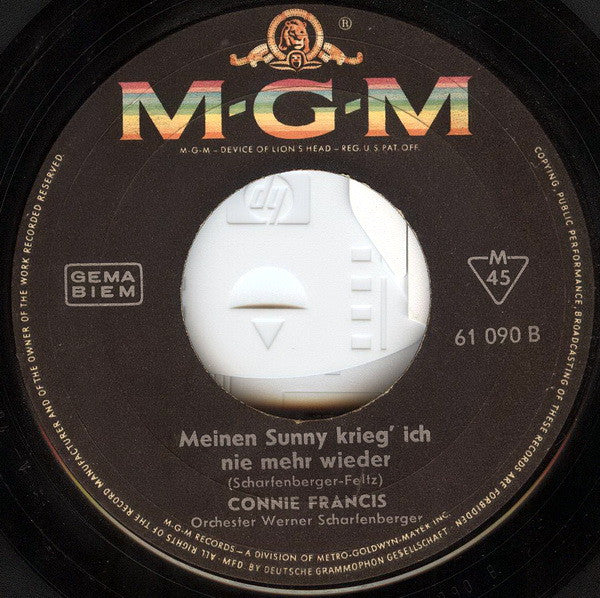 ®
M-G-M
M-G-M – DEVICE OF LION'S HEAD – REG. U.S. PAT. OFF.
hp
GEMA
BIEM
M
45
61 090 B
Meinen Sunny krieg' ich
nie mehr wieder
(Scharfenberger-Feltz)
CONNIE FRANCIS
Orchester Werner Scharfenberger
M-G-M RECORDS – A DIVISION OF METRO-GOLDWYN-MAYER INC.
MFD. BY DEUTSCHE GRAMMOPHON GESELLSCHAFT · ALL RIGHTS OF THE RECORD MANUFACTURER AND OF THE OWNER OF THE WORK RECORDED RESERVED. COPYING, PUBLIC PERFORMANCE, BROADCASTING OF THESE RECORDS ARE FORBIDDEN